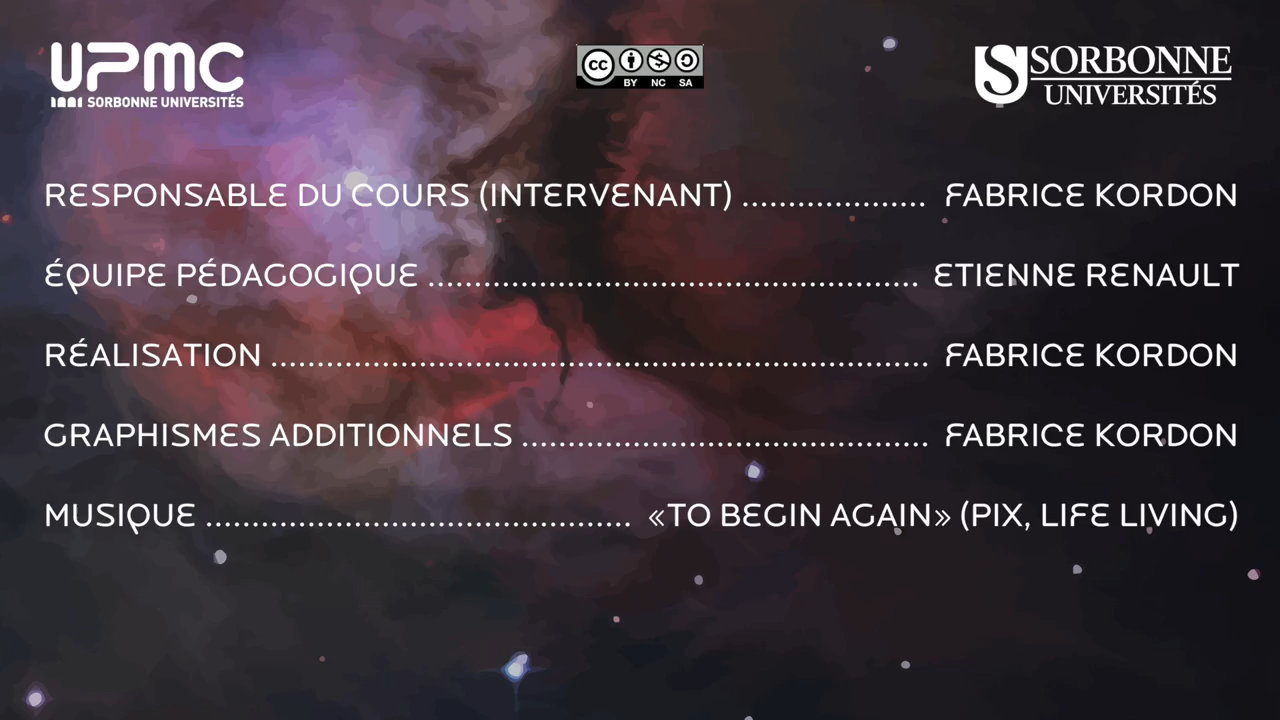 UPMC
SORBONNE UNIVERSITÉS
CC BY NC SA
SORBONNE
UNIVERSITÉS
RESPONSABLE DU COURS (INTERVENANT) .................... FABRICE KORDON
ÉQUIPE PÉDAGOGIQUE .................................................... ETIENNE RENAULT
RÉALISATION ...................................................................... FABRICE KORDON
GRAPHISMES ADDITIONNELS ........................................... FABRICE KORDON
MUSIQUE ............................................. «TO BEGIN AGAIN» (PIX, LIFE LIVING)